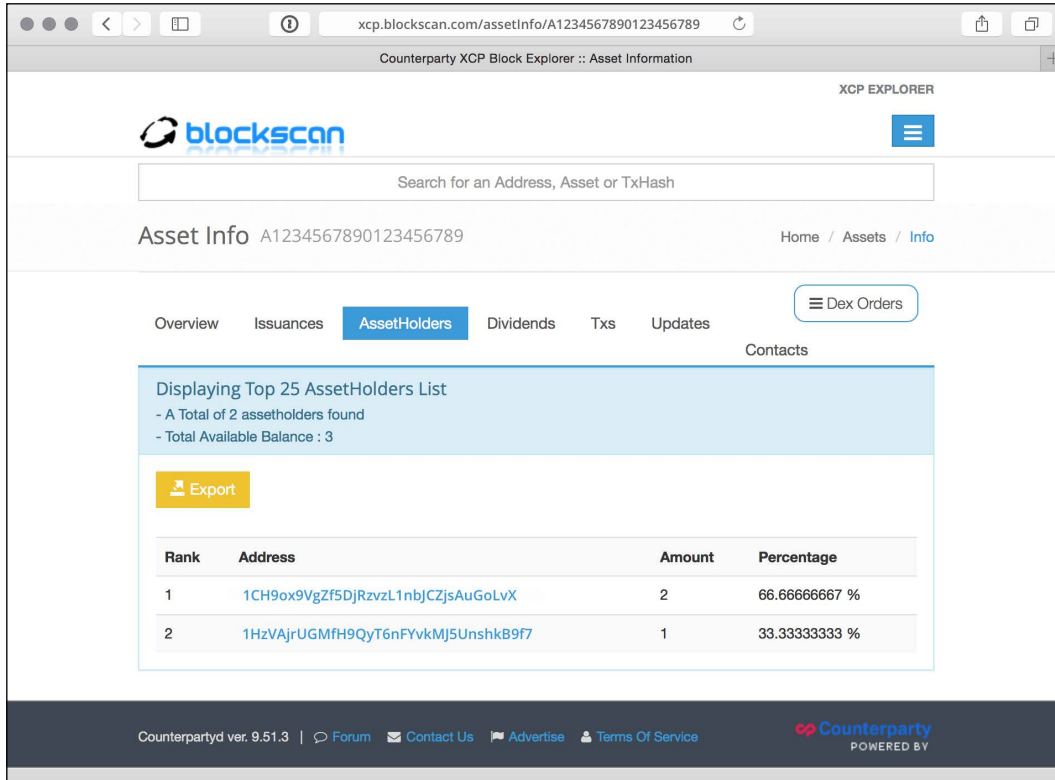 xcp.blockscan.com/assetInfo/A1234567890123456789
Counterparty XCP Block Explorer :: Asset Information
XCP EXPLORER
blockscan
Search for an Address, Asset or TxHash
Asset Info A1234567890123456789 Home / Assets / Info
Dex Orders
Overview Issuances AssetHolders Dividends Txs Updates
Contacts
Displaying Top 25 AssetHolders List
- A Total of 2 assetholders found
- Total Available Balance : 3
Export
Rank Address Amount Percentage
1 1CH9ox9VgZf5DjRzvzL1nbJCZjsAuGoLvX 2 66.66666667 %
2 1HzVAjrUGMfH9QyT6nFYvkMJ5UnshkB9f7 1 33.33333333 %
Counterpartyd ver. 9.51.3 | Forum Contact Us Advertise Terms Of Service
Counterparty
POWERED BY